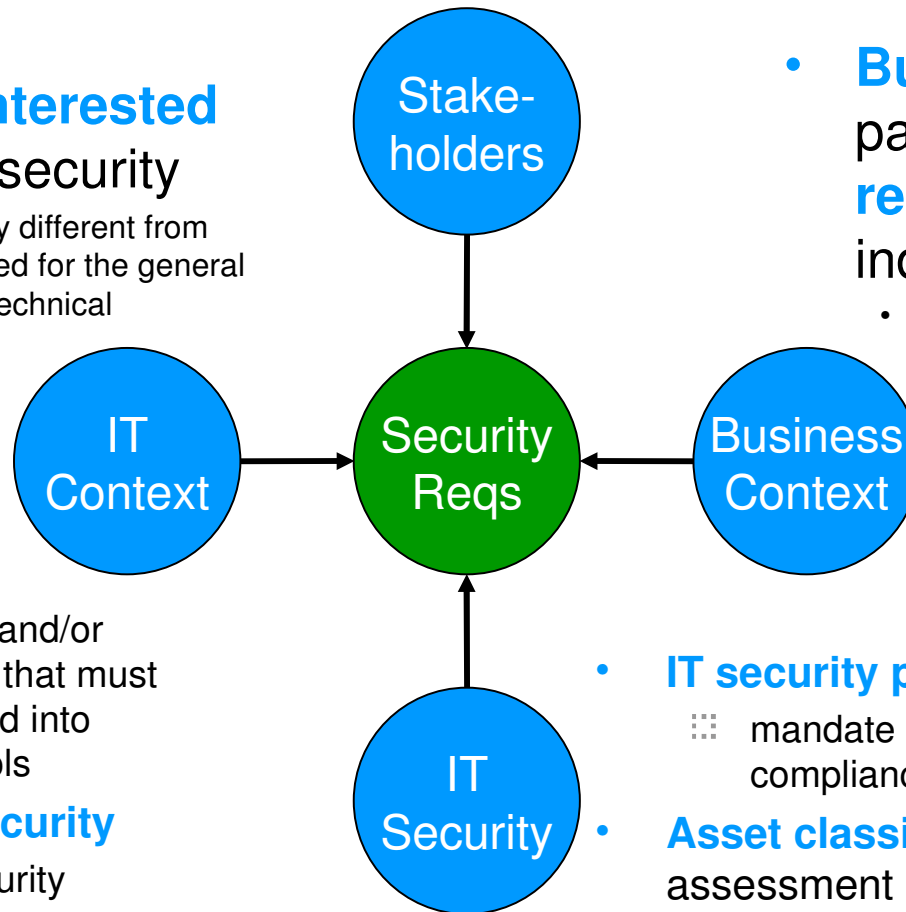 Stake-
holders
nterested
security
y different from
ed for the general
echnical
• Bu
pa
re
inc
•
IT
Context
Security
Reqs
Business
Context
and/or
that must
d into
ols
curity
urity
IT
Security
• IT security p
mandate
complianc
• Asset classi
assessment